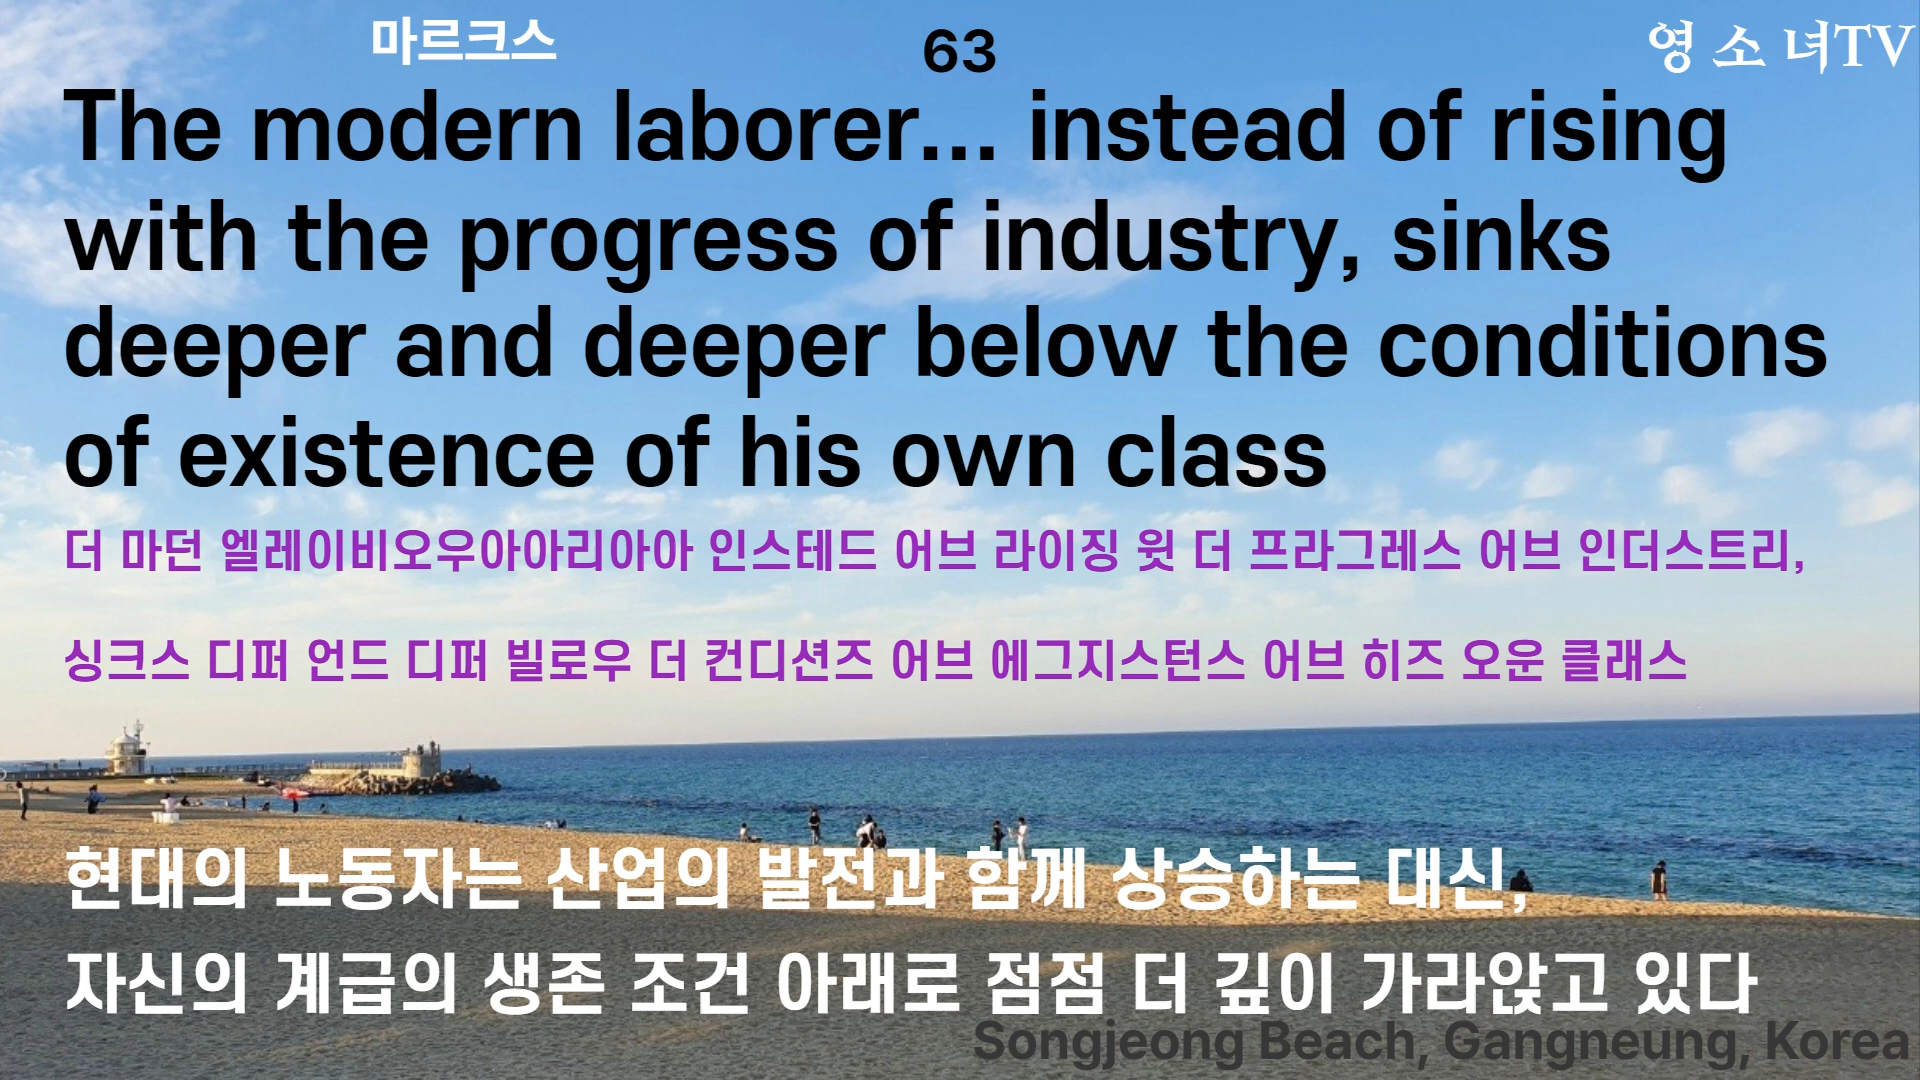 마르크스
63
영 소 녀TV
The modern laborer... instead of rising
with the progress of industry, sinks
deeper and deeper below the conditions
of existence of his own class
더 마던 엘레이비오우아아리아아 인스테드 어브 라이징 윗 더 프라그레스 어브 인더스트리,
싱크스 디퍼 언드 디퍼 빌로우 더 컨디션즈 어브 에그지스턴스 어브 히즈 오운 클래스
현대의 노동자는 산업의 발전과 함께 상승하는 대신,
자신의 계급의 생존 조건 아래로 점점 더 깊이 가라앉고 있다
Songjeong Beach, Gangneung, Korea